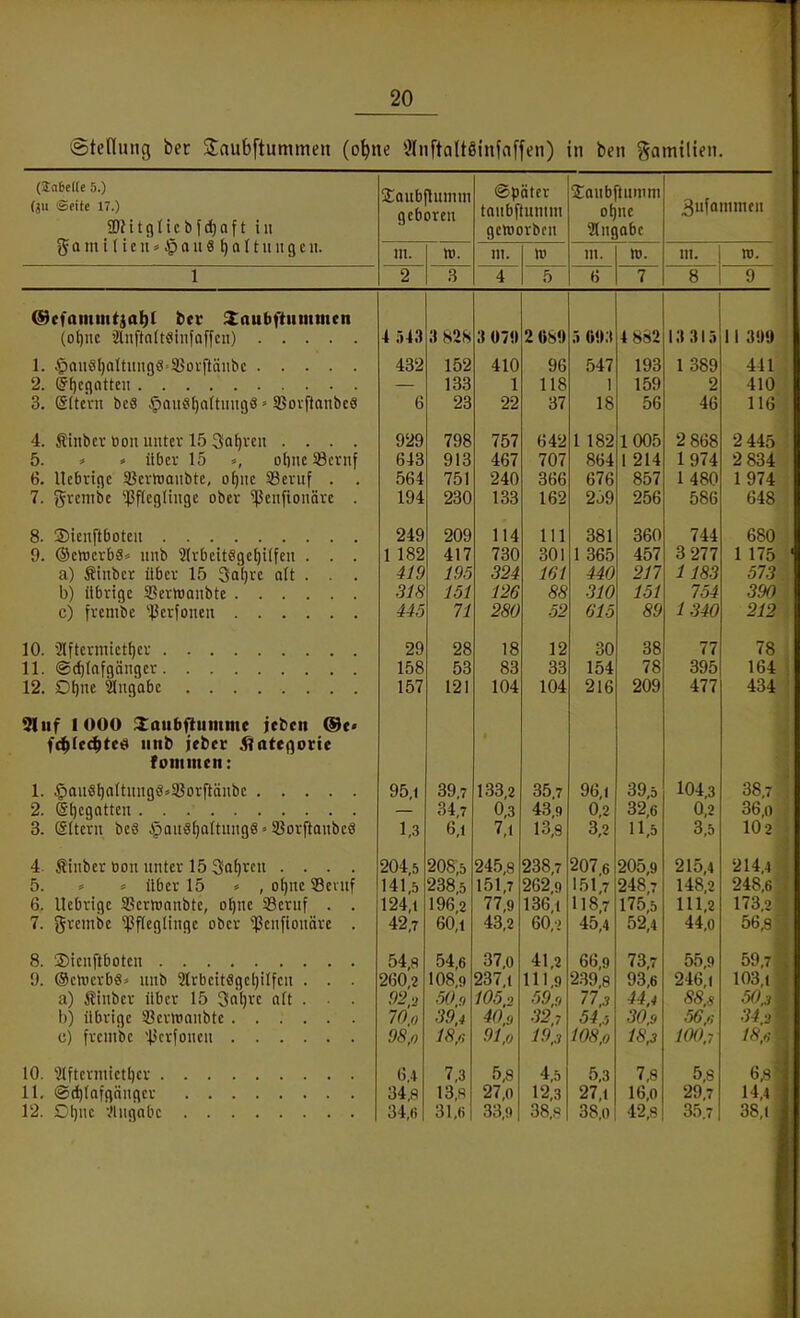 20
Stellung der Taubstummen (ohne Anstaltsinsassen) in den Familien.
(Tabelle 5.)
(zu Seite 17.)
Mitgliedschaft in
Familien-Haushaltungen.
Taubstumm geboren
Später taubstumm geworden
Taubstumm ohne Angabe
Zusammen
m. w. m. w m. w. m. w.
1 2 3 4 5 6 7 8 9
Gesammtzahl der Taubstummen
(ohne Anstaltsinsassen) . . . . . 4 543 3 828 3 079 2 689 5 693 4 882 13 315 11 399
1. Haushaltungs-Vorstände . . . . . 432 152 410 96 547 193 1 389 441
2. Ehegatten . . . . . . . . . . — 133 1 118 1 159 2 410
3. Eltern des Haushaltungs-Vorstandes 6 23 22 37 18 56 46 116
4. Kinder von unter 15 Jahren . . . . 929 798 757 642 1 182 1 005 2 868 2 445
5. " " über 15 ", ohne Beruf 643 913 467 707 864 1 214 1 974 2 834
6. Uebrige Verwandte, ohne Beruf . . 564 751 240 366 676 857 1 480 1 974
7. Fremde Pfleglinge oder Pensionäre . 194 230 133 162 259 256 586 648
8. Dienstboten . . . . . . . . . 249 209 114 111 381 360 744 680
9. Gewerbs- und Arbeitsgehilfen . . . 1 182 417 730 301 1 365 457 3 277 1 175
a) Kinder über 15 Jahre alt . . . 419 195 324 161 440 217 1 183 573
b) übrige Verwandte . . . . . . 318 151 126 88 310 151 754 390
c) fremde Personen . . . . . . 445 71 280 52 615 89 1 340 212
10. Aftermiether . . . . . . . . . 29 28 18 12 30 38 77 78
11. Schlafgänger . . . . . . . . . 158 53 83 33 154 78 395 164
12. Ohne Angabe . . . . . . . . 157 121 104 104 216 209 477 434
Auf 1000 Taubstumme jeden Ge-
schlechtes und jeder Kategorie
kommen:
1. Haushaltungs-Vorstände . . . . . 95,1 39,7 133,2 35,7 96,1 39,5 104,3 38,7
2. Ehegatten . . . . . . . . . . — 34,7 0,3 43,9 0,2 32,6 0,2 36,0
3. Eltern des Haushaltungs-Vorstandes 1,3 6,1 7,1 13,8 3,2 11,5 3,5 10 2
4. Kinder von unter 15 Jahren . . . . 204,5 208,5 245,8 238,7 207,6 205,9 215,4 214,4
5. " " über 15 " , ohne Beruf 141,5 238,5 151,7 262,9 151,7 248,7 148,2 248,6
6. Uebrige Verwandte, ohne Beruf . . 124,1 196,2 77,9 136,1 118,7 175,5 111,2 173,2
7. Fremde Pfleglinge oder Pensionäre . 42,7 60,1 43,2 60,2 45,4 52,4 44,0 56,8
8. Dienstboten . . . . . . . . . 54,8 54,6 37,0 41,2 66,9 73,7 55,9 59,7
9. Gewerbs- und Arbeitsgehilfen . . . 260,2 108,9 237,1 111,9 239,8 93,6 246,1 103,1
a) Kinder über 15 Jahre alt . . . 92,2 50,9 105,2 59,9 77,3 44,4 88,8 50,3
b) übrige Verwandte . . . . . . 70,0 39,4 40,9 32,7 54,5 30,9 56,6 34,2
c) fremde Personen . . . . . . 98,0 18,6 91,0 19,3 108,0 18,3 100,7 18,6
10. Aftermiether . . . . . . . . . 6,4 7,3 5,8 4,5 5,3 7,8 5,8 6,8
11. Schlafgänger . . . . . . . . 34,8 13,8 27,0 12,3 27,1 16,0 29,7 14,4
12. Ohne Angabe . . . . . . . . 34,6 31,6 33,9 38,8 38,0 42,8 35,7 38,1